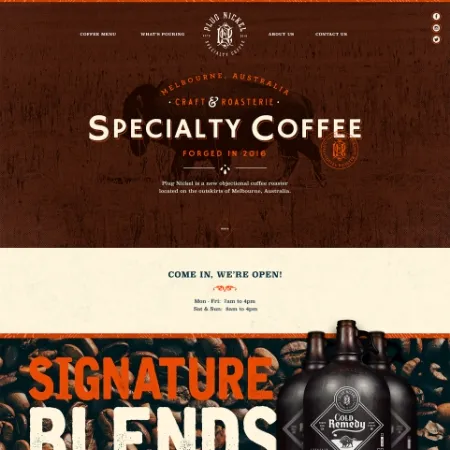 PLUG NICKEL
SPECIALTY COFFEE
COFFEE MENU
WHAT'S POURING
ABOUT US
CONTACT US
MELBOURNE, AUSTRALIA
CRAFT & ROASTERIE
SPECIALTY COFFEE
FORGED IN 2016
Plug Nickel is a new objectional coffee roaster
located on the outskirts of Melbourne, Australia.
COME IN, WE'RE OPEN!
Mon - Fri: 7am to 4pm
Sat & Sun: 8am to 4pm
SIGNATURE
BLENDS
COLD
Remedy